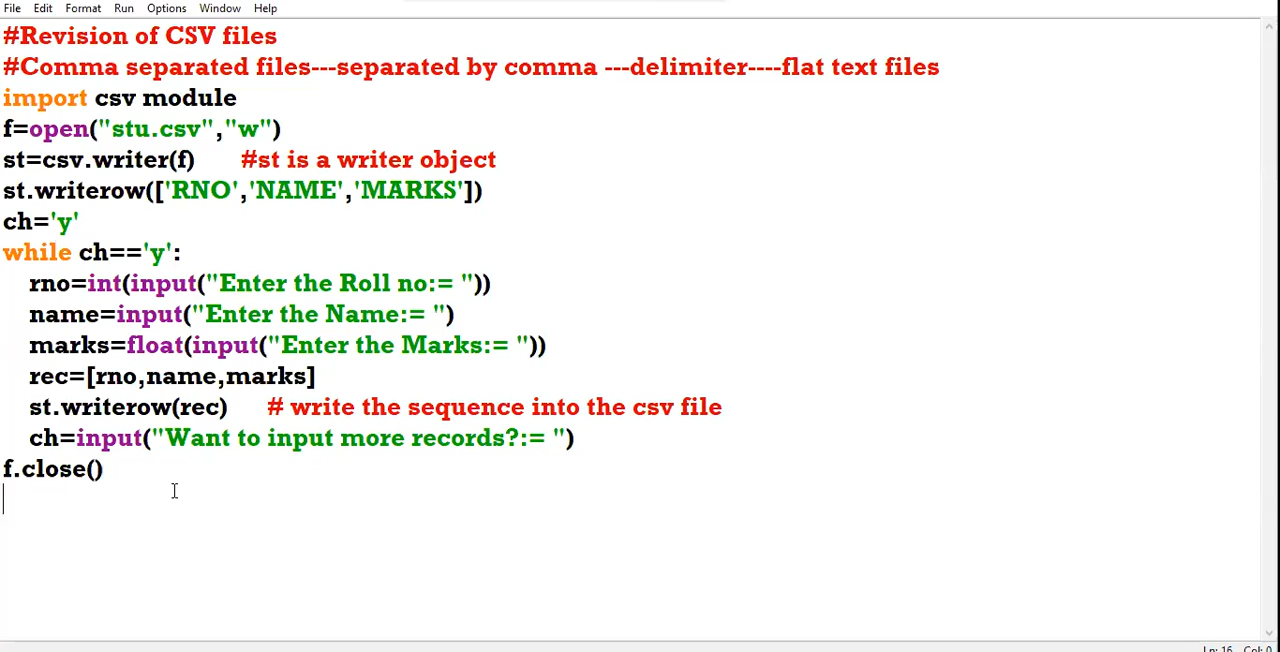 File Edit Format Run Options Window Help
#Revision of CSV files
#Comma separated files---separated by comma ---delimiter----flat text files
import csv module
f=open("stu.csv","w")
st=csv.writer(f) #st is a writer object
st.writerow(['RNO','NAME','MARKS'])
ch='y'
while ch=='y':
rno=int(input("Enter the Roll no:= "))
name=input("Enter the Name:= ")
marks=float(input("Enter the Marks:= "))
rec=[rno,name,marks]
st.writerow(rec) # write the sequence into the csv file
ch=input("Want to input more records?:= ")
f.close()
Ln: 16 Col: 0